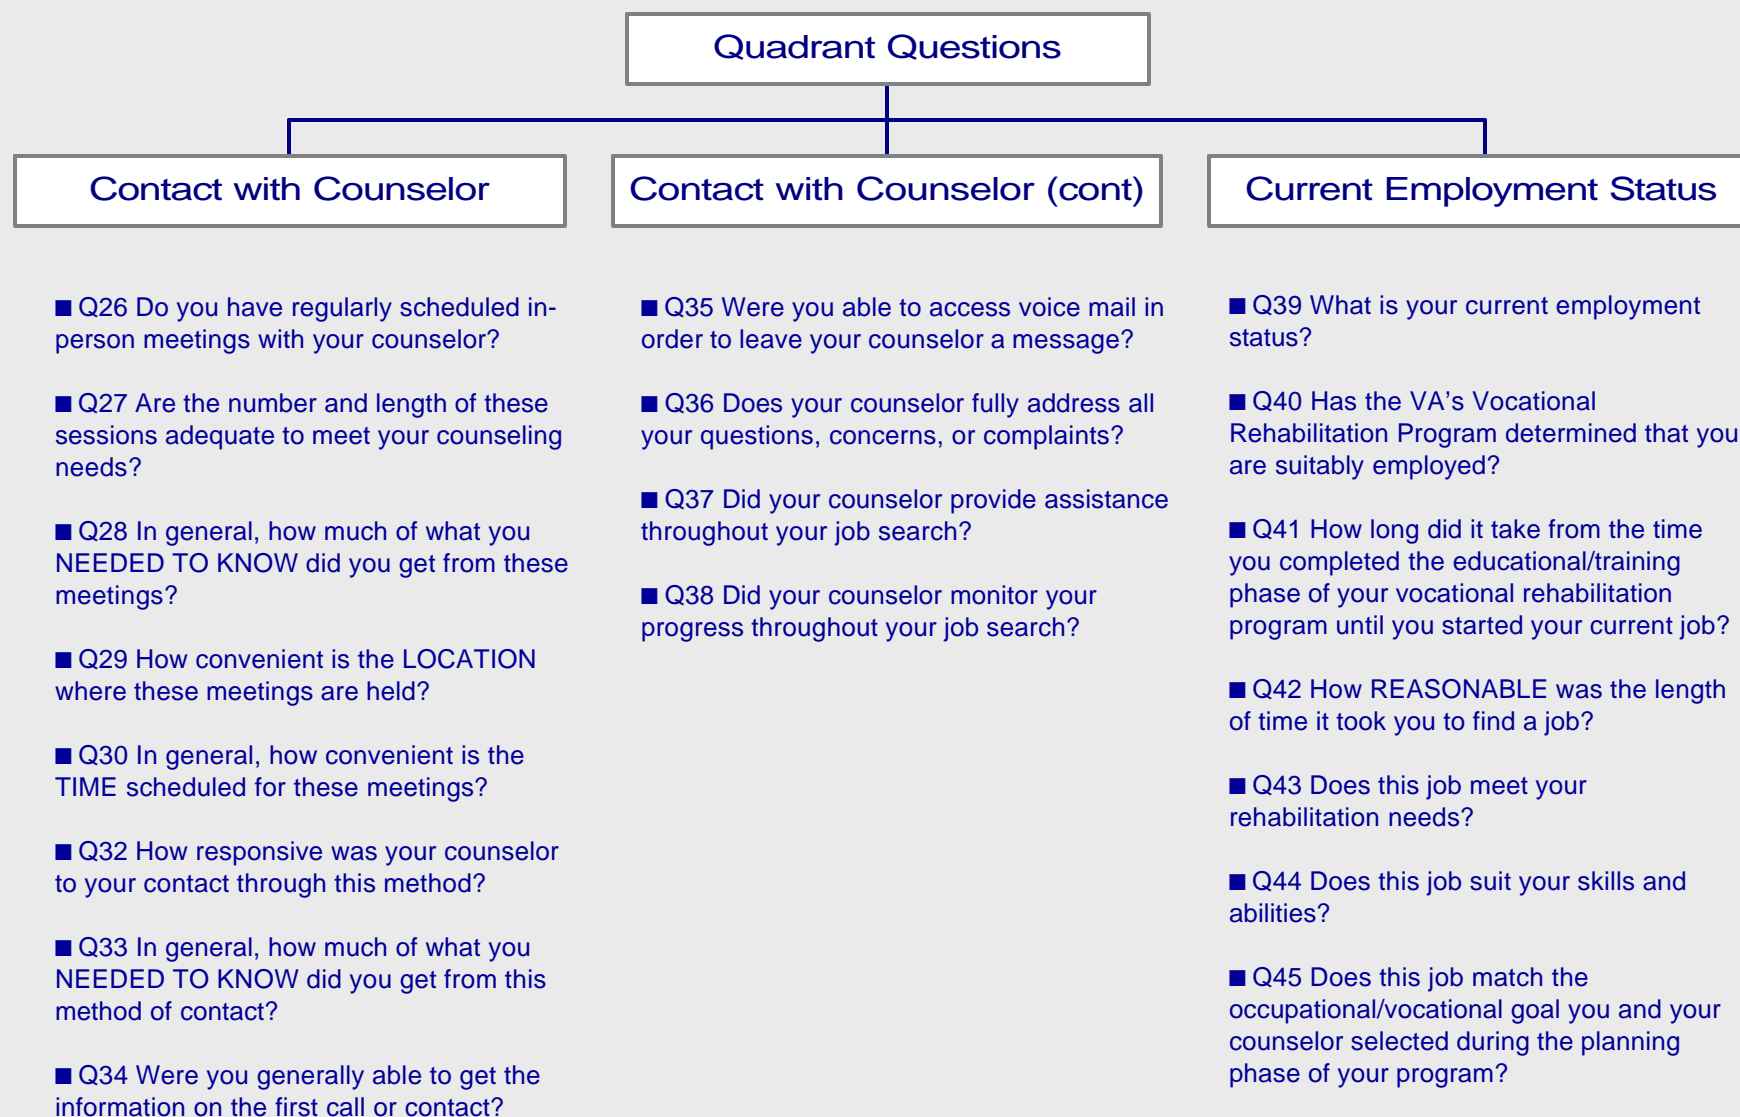 Quadrant Questions
Contact with Counselor
■ Q26 Do you have regularly scheduled in-
person meetings with your counselor?
■ Q27 Are the number and length of these
sessions adequate to meet your counseling
needs?
■ Q28 In general, how much of what you
NEEDED TO KNOW did you get from these
meetings?
■ Q29 How convenient is the LOCATION
where these meetings are held?
■ Q30 In general, how convenient is the
TIME scheduled for these meetings?
■ Q32 How responsive was your counselor
to your contact through this method?
■ Q33 In general, how much of what you
NEEDED TO KNOW did you get from this
method of contact?
■ Q34 Were you generally able to get the
information on the first call or contact?
Contact with Counselor (cont)
■ Q35 Were you able to access voice mail in
order to leave your counselor a message?
■ Q36 Does your counselor fully address all
your questions, concerns, or complaints?
■ Q37 Did your counselor provide assistance
throughout your job search?
■ Q38 Did your counselor monitor your
progress throughout your job search?
Current Employment Status
■ Q39 What is your current employment
status?
■ Q40 Has the VA’s Vocational
Rehabilitation Program determined that you
are suitably employed?
■ Q41 How long did it take from the time
you completed the educational/training
phase of your vocational rehabilitation
program until you started your current job?
■ Q42 How REASONABLE was the length
of time it took you to find a job?
■ Q43 Does this job meet your
rehabilitation needs?
■ Q44 Does this job suit your skills and
abilities?
■ Q45 Does this job match the
occupational/vocational goal you and your
counselor selected during the planning
phase of your program?